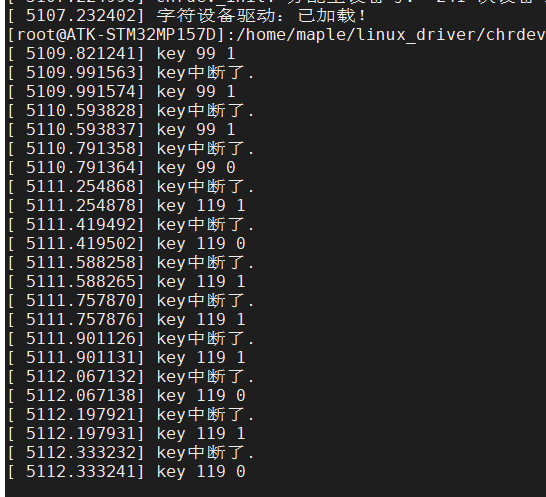 [ 5107.232402] 字符设备驱动：已加载！
[root@ATK-STM32MP157D]:/home/maple/linux_driver/chrdev
[ 5109.821241] key 99 1
[ 5109.991563] key中断了.
[ 5109.991574] key 99 1
[ 5110.593828] key中断了.
[ 5110.593837] key 99 1
[ 5110.791358] key中断了.
[ 5110.791364] key 99 0
[ 5111.254868] key中断了.
[ 5111.254878] key 119 1
[ 5111.419492] key中断了.
[ 5111.419502] key 119 0
[ 5111.588258] key中断了.
[ 5111.588265] key 119 1
[ 5111.757870] key中断了.
[ 5111.757876] key 119 1
[ 5111.901126] key中断了.
[ 5111.901131] key 119 1
[ 5112.067132] key中断了.
[ 5112.067138] key 119 0
[ 5112.197921] key中断了.
[ 5112.197931] key 119 1
[ 5112.333232] key中断了.
[ 5112.333241] key 119 0